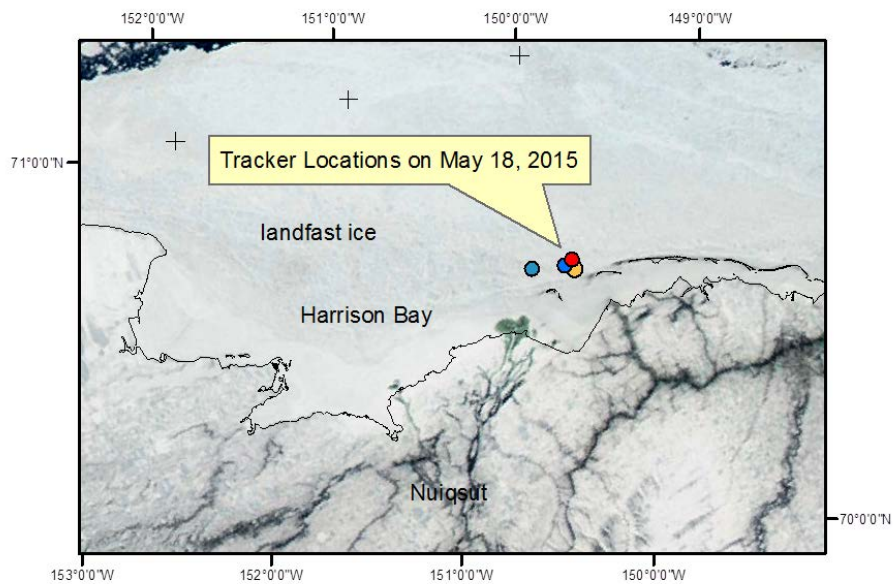 152°0'0"W 151°0'0"W 150°0'0"W 149°0'0"W
71°0'0"N
Tracker Locations on May 18, 2015
landfast ice
Harrison Bay
Nuiqsut
70°0'0"N
153°0'0"W 152°0'0"W 151°0'0"W 150°0'0"W